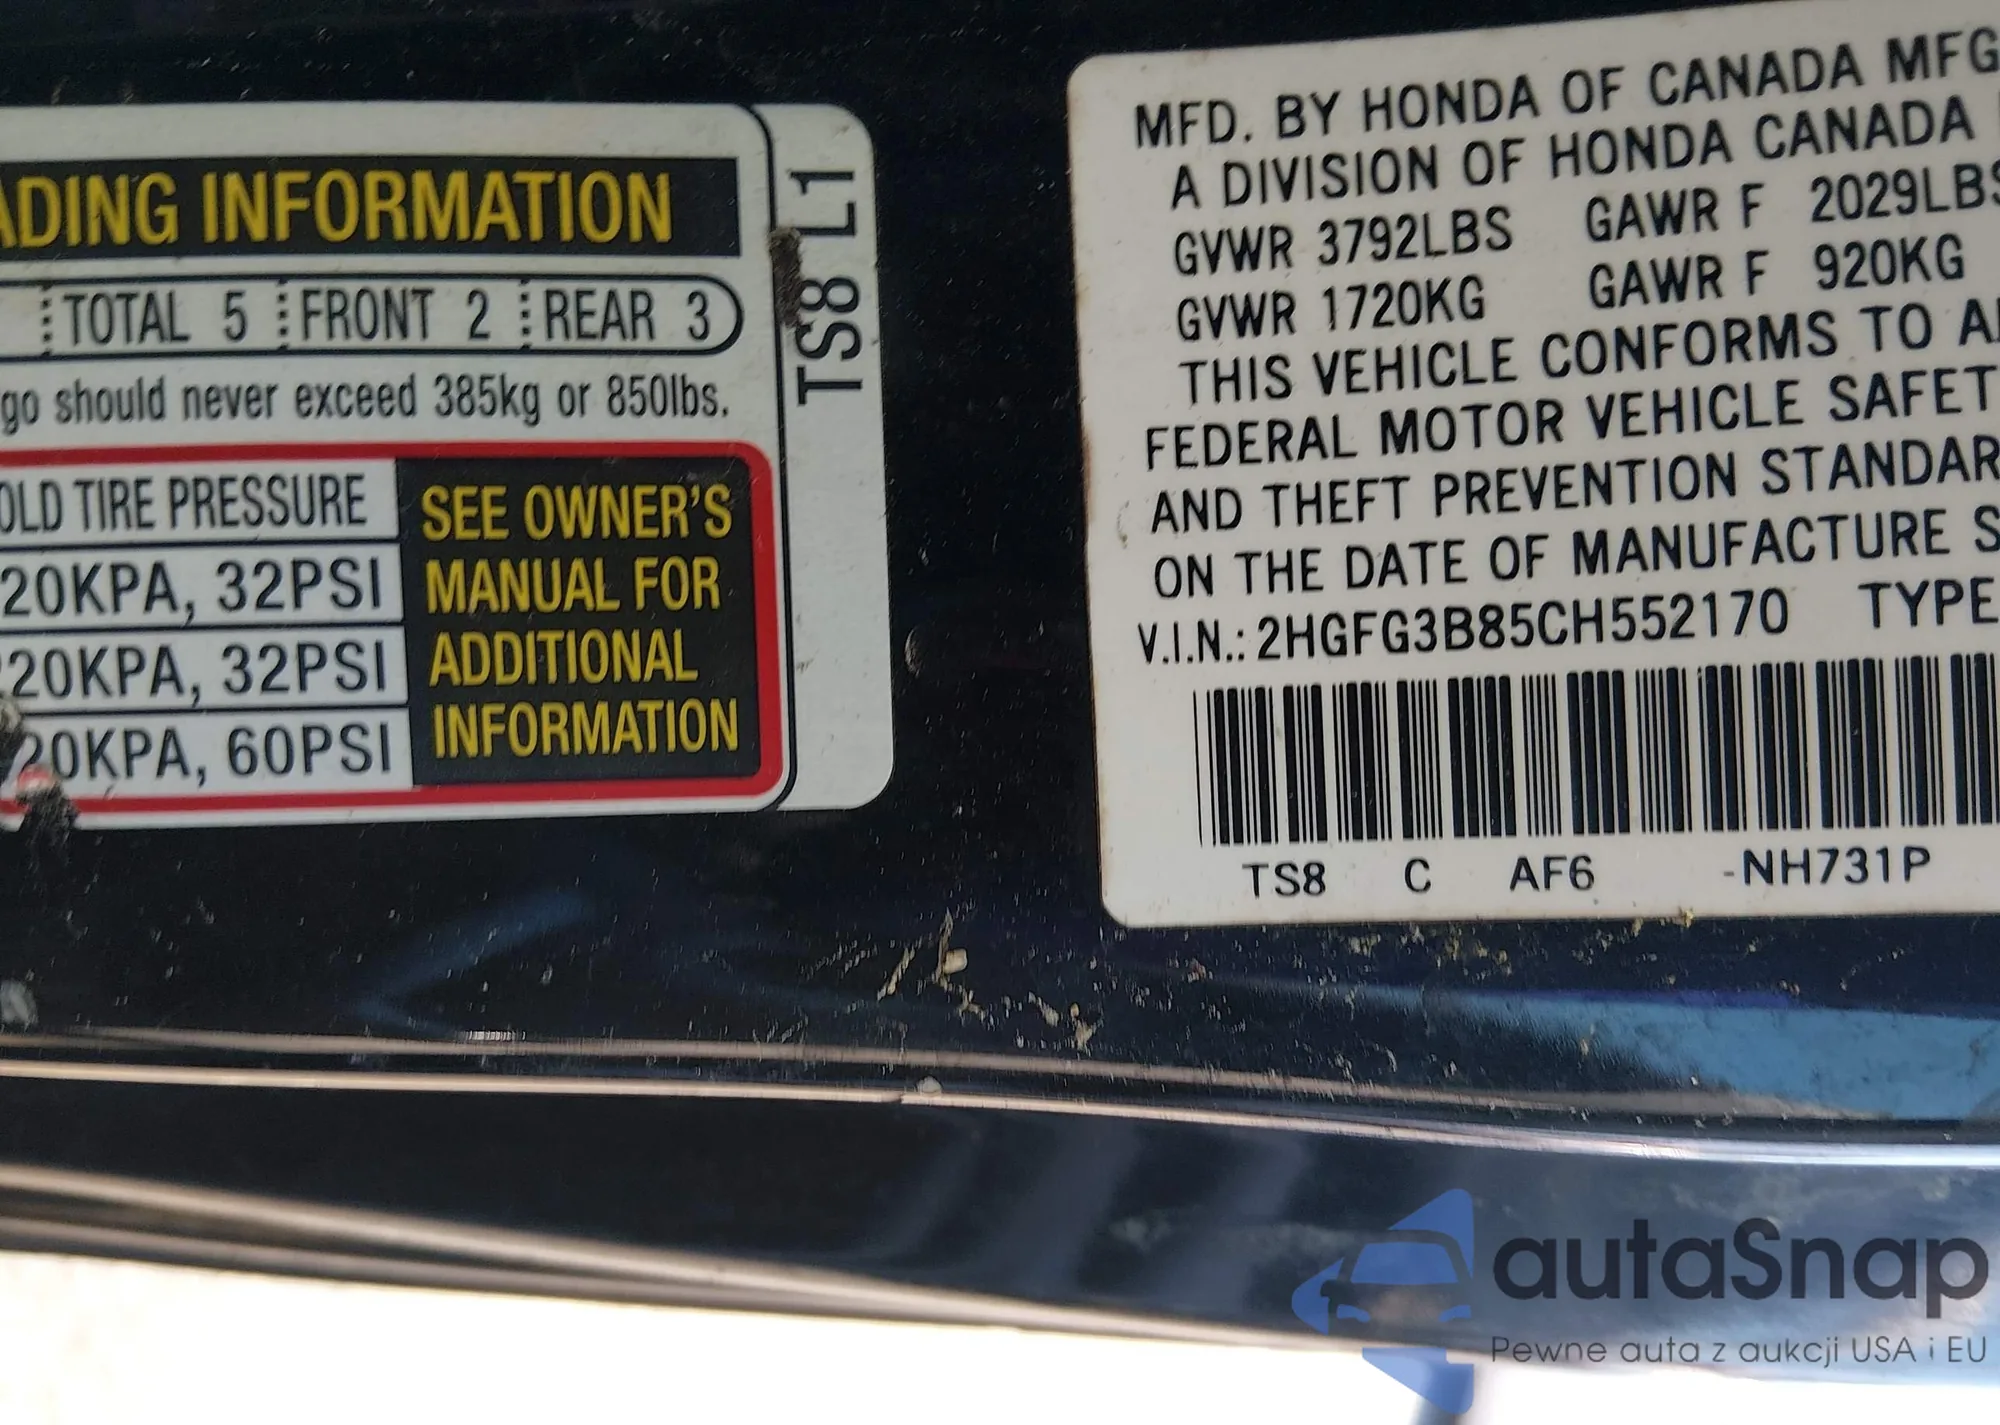 ADING INFORMATION
TOTAL 5 FRONT 2 REAR 3
go should never exceed 385kg or 850lbs.
OLD TIRE PRESSURE
20KPA, 32PSI
220KPA, 32PSI
20KPA, 60PSI
SEE OWNER'S
MANUAL FOR
ADDITIONAL
INFORMATION
TS8 L1
MFD. BY HONDA OF CANADA MFG
A DIVISION OF HONDA CANADA
GVWR 3792LBS GAWR F 2029LBS
GVWR 1720KG GAWR F 920KG
THIS VEHICLE CONFORMS TO A
FEDERAL MOTOR VEHICLE SAFET
AND THEFT PREVENTION STANDAR
ON THE DATE OF MANUFACTURE S
V.I.N.: 2HGFG3B85CH552170 TYPE
TS8 C AF6 -NH731P
autaSnap
Pewne auta z aukcji USA i EU